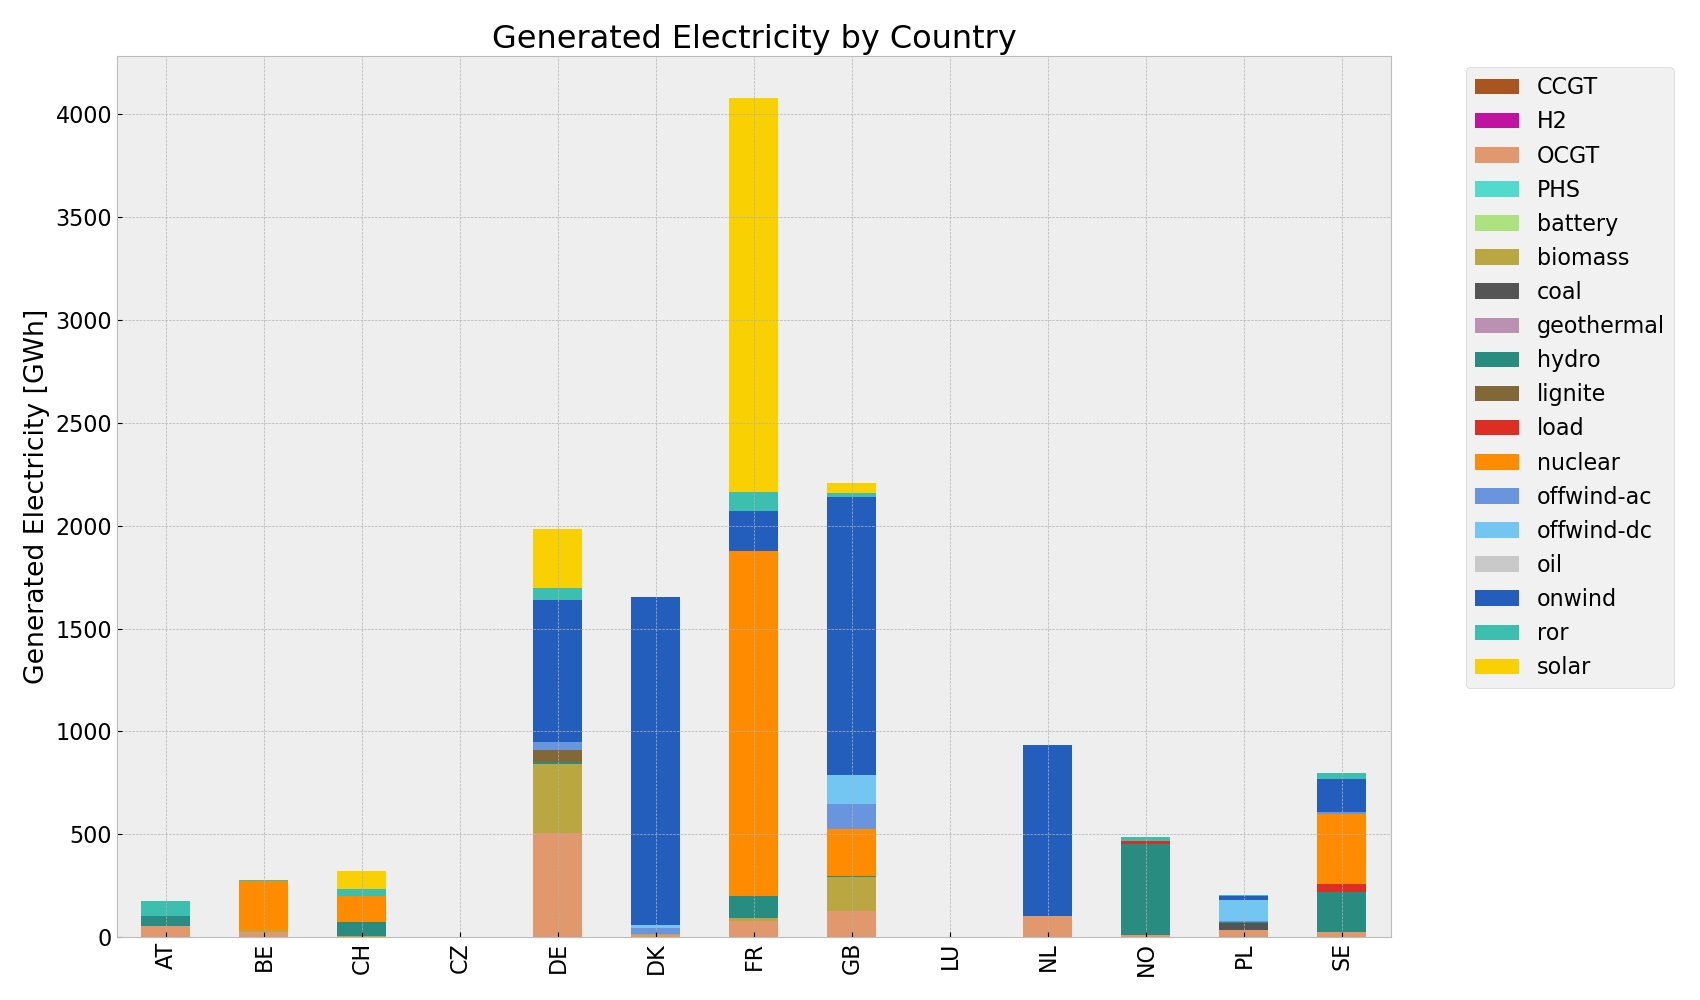 Generated Electricity by Country
Generated Electricity [GWh]
4000
3500
3000
2500
2000
1500
1000
500
0
AT
BE
CH
CZ
DE
DK
FR
GB
LU
NL
NO
PL
SE
CCGT
H2
OCGT
PHS
battery
biomass
coal
geothermal
hydro
lignite
load
nuclear
offwind-ac
offwind-dc
oil
onwind
ror
solar